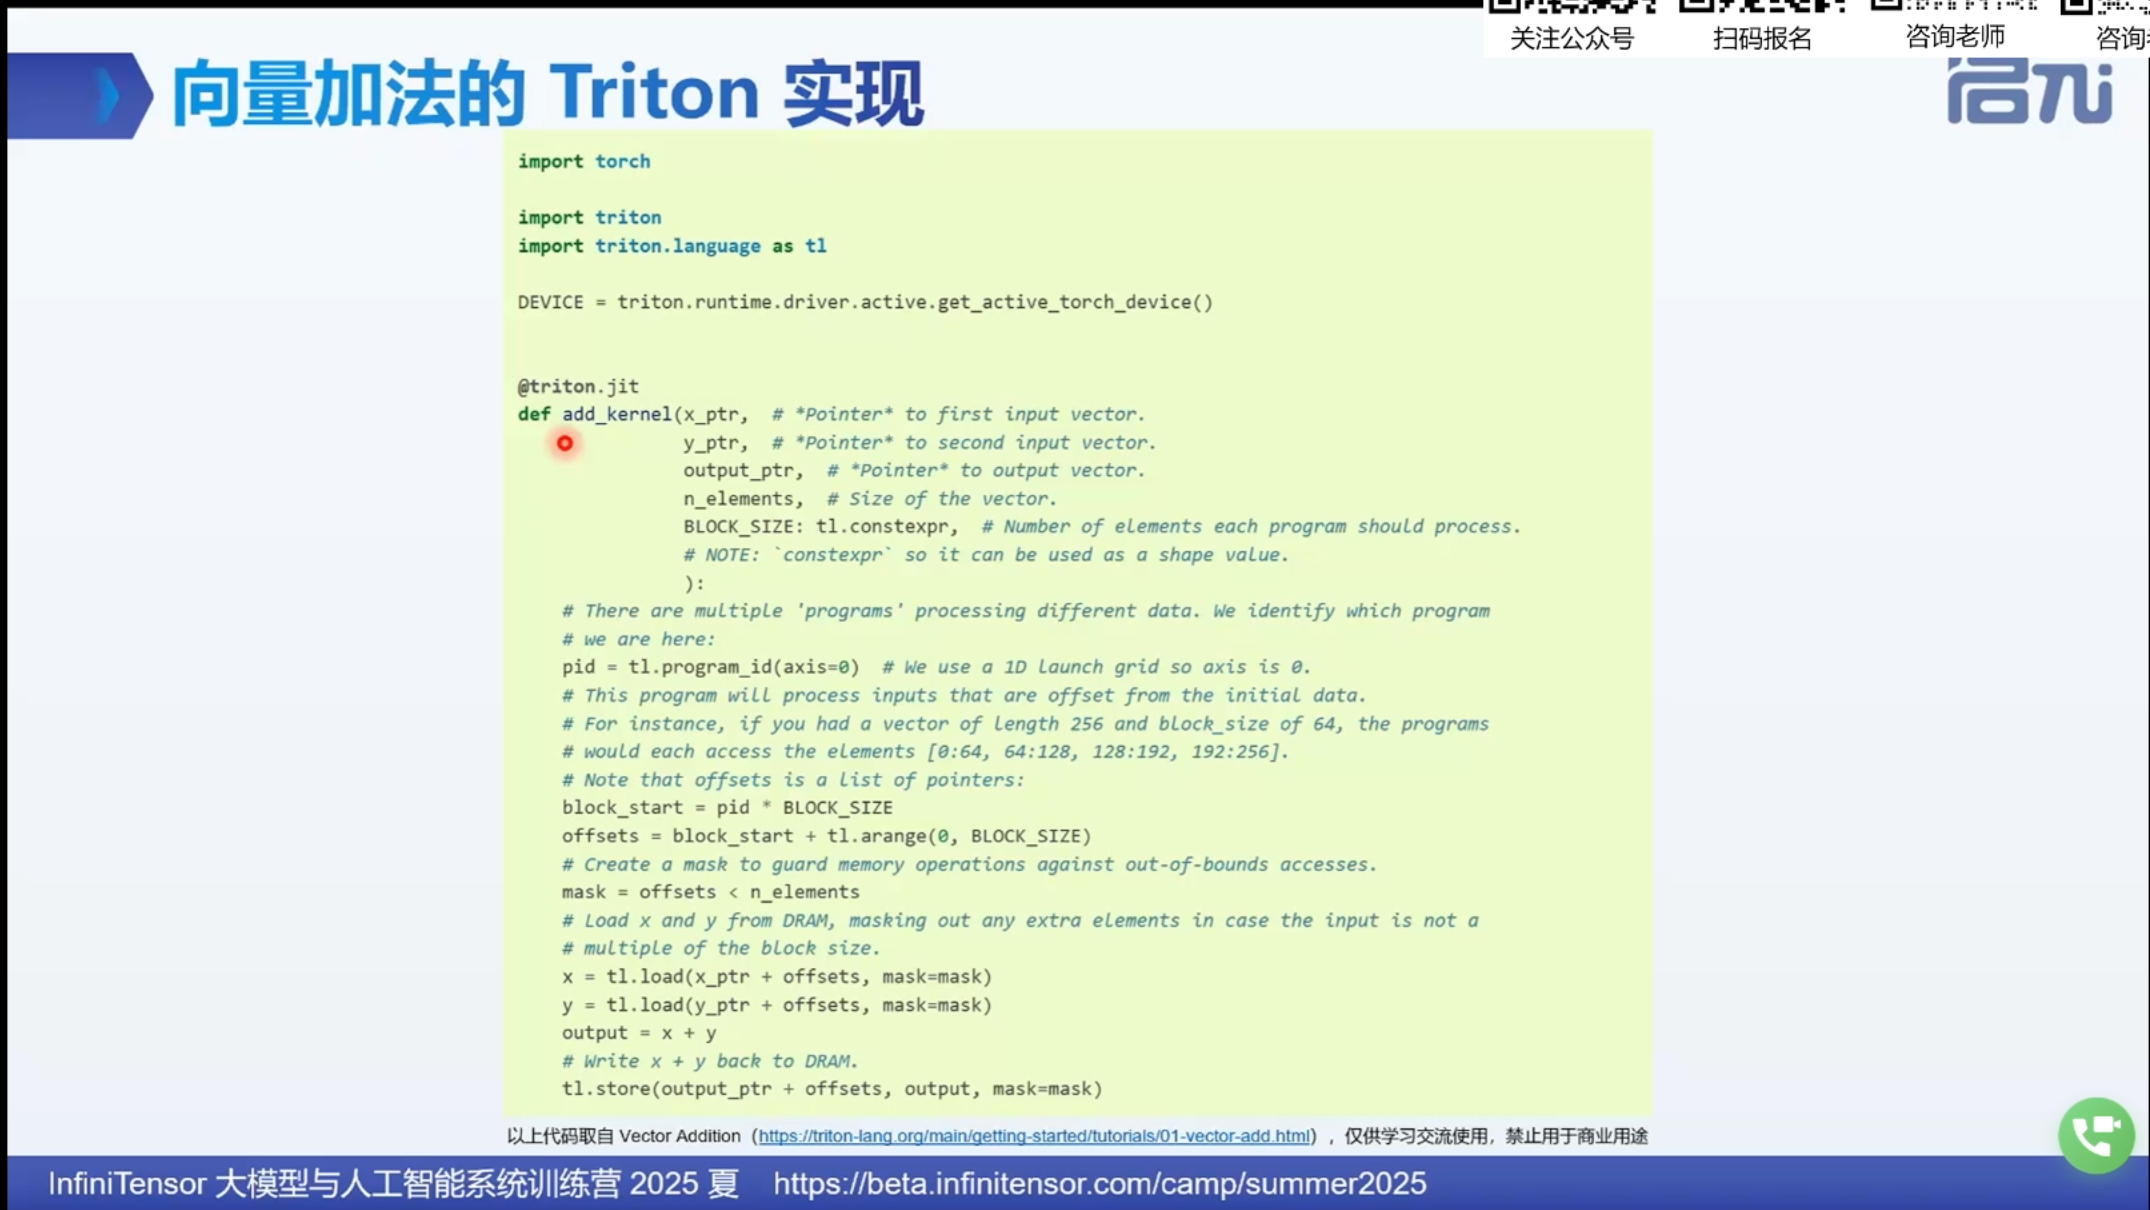 关注公众号
扫码报名
咨询老师
咨询
向量加法的 Triton 实现
启元
import torch
import triton
import triton.language as tl
DEVICE = triton.runtime.driver.active.get_active_torch_device()
@triton.jit
def add_kernel(x_ptr,  # *Pointer* to first input vector.
y_ptr,  # *Pointer* to second input vector.
output_ptr,  # *Pointer* to output vector.
n_elements,  # Size of the vector.
BLOCK_SIZE: tl.constexpr,  # Number of elements each program should process.
# NOTE: `constexpr` so it can be used as a shape value.
):
# There are multiple 'programs' processing different data. We identify which program
# we are here:
pid = tl.program_id(axis=0)  # We use a 1D launch grid so axis is 0.
# This program will process inputs that are offset from the initial data.
# For instance, if you had a vector of length 256 and block_size of 64, the programs
# would each access the elements [0:64, 64:128, 128:192, 192:256].
# Note that offsets is a list of pointers:
block_start = pid * BLOCK_SIZE
offsets = block_start + tl.arange(0, BLOCK_SIZE)
# Create a mask to guard memory operations against out-of-bounds accesses.
mask = offsets < n_elements
# Load x and y from DRAM, masking out any extra elements in case the input is not a
# multiple of the block size.
x = tl.load(x_ptr + offsets, mask=mask)
y = tl.load(y_ptr + offsets, mask=mask)
output = x + y
# Write x + y back to DRAM.
tl.store(output_ptr + offsets, output, mask=mask)
以上代码取自 Vector Addition（https://triton-lang.org/main/getting-started/tutorials/01-vector-add.html），仅供学习交流使用，禁止用于商业用途
InfiniTensor 大模型与人工智能系统训练营 2025 夏 https://beta.infinitensor.com/camp/summer2025